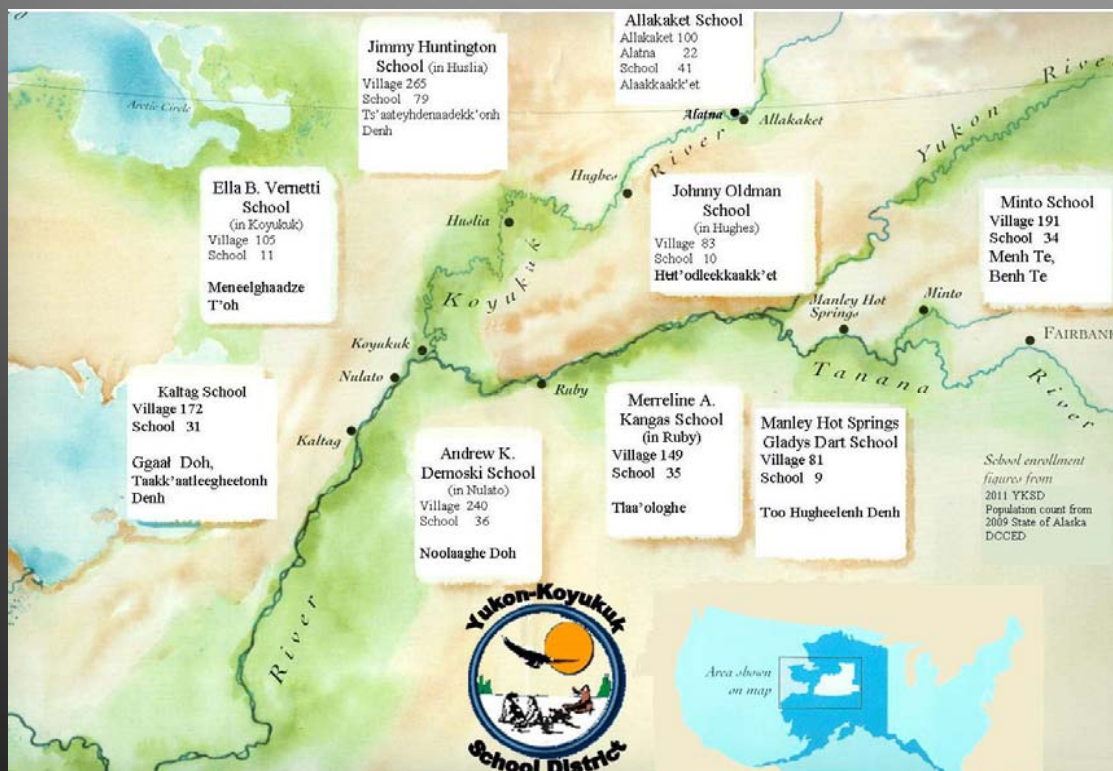 Allakaket School
Allakaket 100
Alatna 22
School 41
Alaakkaakk'et
Jimmy Huntington
School (in Huslia)
Village 265
School 79
Ts'aateyhdenaadekk'onh
Denh
Arctic Circle
Alatna
Allakaket
Yukon River
Hughes
River
Ella B. Vernetti
School
(in Koyukuk)
Village 105
School 11
Meneelghaadze
T'oh
Huslia
Koyukuk
Johnny Oldman
School
(in Hughes)
Village 83
School 10
Hut'odleekkaakk'et
Minto School
Village 191
School 34
Menh Te,
Benh Te
Manley Hot
Springs
Minto
FAIRBANK
Koyukuk
Nulato
Ruby
Tanana
River
Kaltag
Kaltag School
Village 172
School 31
Ggaał Doh,
Taakk'aatleegheetonh
Denh
Andrew K.
Demoski School
(in Nulato)
Village 240
School 36
Noolaaghe Doh
Merreline A.
Kangas School
(in Ruby)
Village 149
School 35
Tlaa'ologhe
Manley Hot Springs
Gladys Dart School
Village 81
School 9
Too Hugheelenh Denh
School enrollment
figures from
2011 YKSD
Population count from
2009 State of Alaska
DCCED
River
Yukon-Koyukuk
School District
Area shown
on map